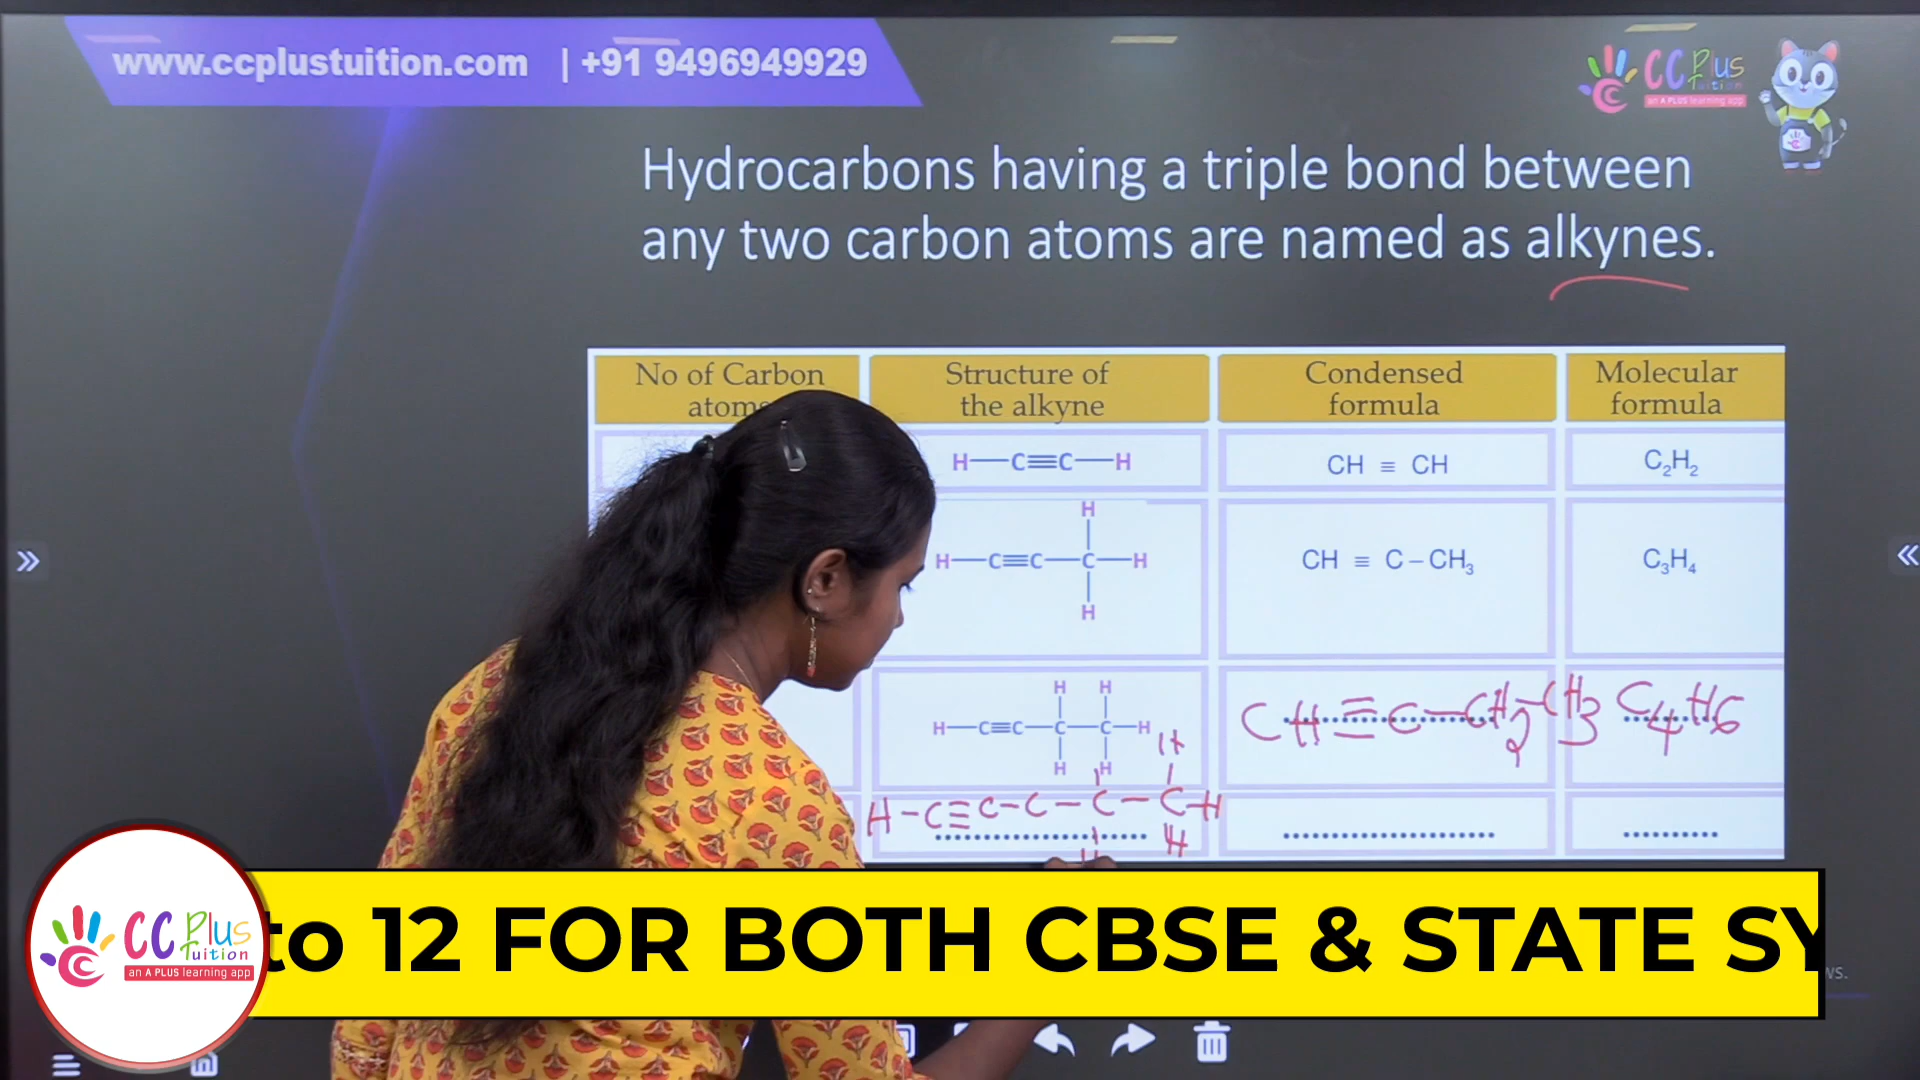 www.ccplustuition.com | +91 9496949929
CC Plus
Tuition
an A PLUS learning app
Hydrocarbons having a triple bond between
any two carbon atoms are named as alkynes.
No of Carbon
atoms
Structure of
the alkyne
Condensed
formula
Molecular
formula
H—C≡C—H
CH ≡ CH
C₂H₂
H
H—C≡C—C—H
H
CH ≡ C – CH₃
C₃H₄
H H
H—C≡C—C—C—H
H H
CH≡C—CH₂-CH₃
C₄H₆
H
H-C≡C-C-C-C-H
H H
CC Plus
Tuition
an A PLUS learning app
to 12 FOR BOTH CBSE & STATE SY